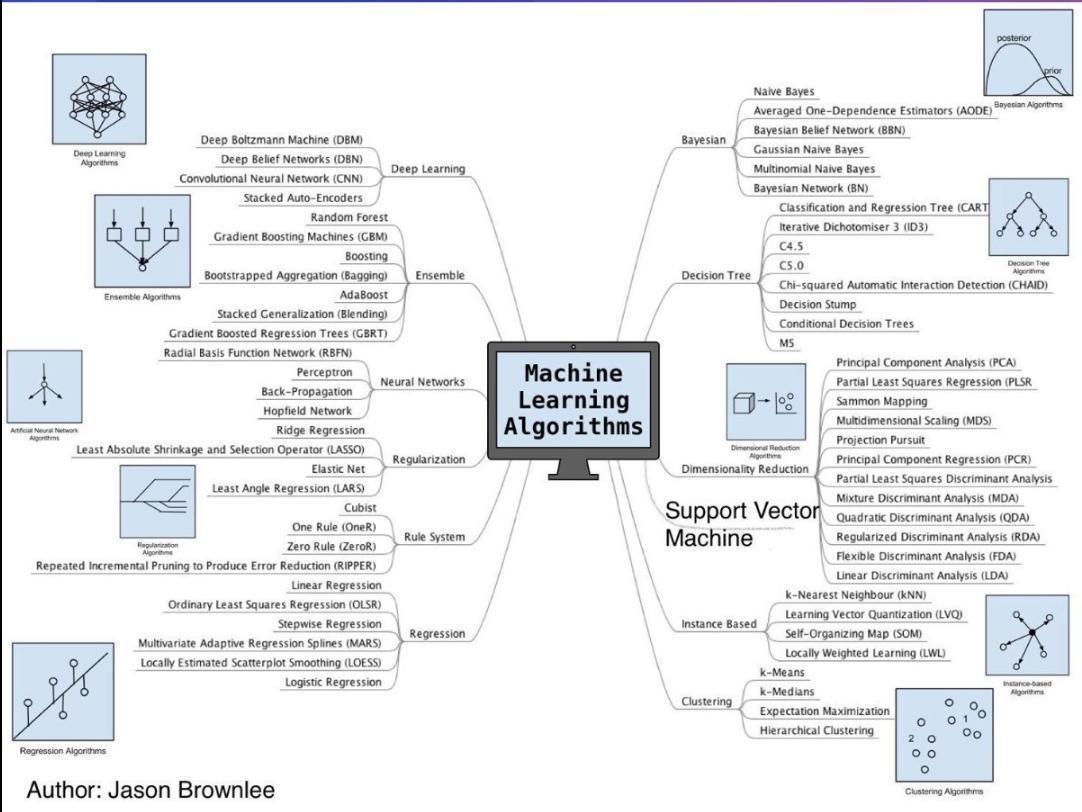 Machine
Learning
Algorithms
Deep Learning
Algorithms
Deep Boltzmann Machine (DBM)
Deep Belief Networks (DBN)
Convolutional Neural Network (CNN)
Stacked Auto-Encoders
Deep Learning
Ensemble Algorithms
Random Forest
Gradient Boosting Machines (GBM)
Boosting
Bootstrapped Aggregation (Bagging)
AdaBoost
Stacked Generalization (Blending)
Gradient Boosted Regression Trees (GBRT)
Ensemble
Artificial Neural Network
Algorithms
Radial Basis Function Network (RBFN)
Perceptron
Back-Propagation
Hopfield Network
Neural Networks
Ridge Regression
Least Absolute Shrinkage and Selection Operator (LASSO)
Elastic Net
Least Angle Regression (LARS)
Regularization
Regularization
Algorithms
Cubist
One Rule (OneR)
Zero Rule (ZeroR)
Repeated Incremental Pruning to Produce Error Reduction (RIPPER)
Rule System
Linear Regression
Ordinary Least Squares Regression (OLSR)
Stepwise Regression
Multivariate Adaptive Regression Splines (MARS)
Locally Estimated Scatterplot Smoothing (LOESS)
Logistic Regression
Regression
Regression Algorithms
posterior
prior
Bayesian Algorithms
Bayesian
Naive Bayes
Averaged One-Dependence Estimators (AODE)
Bayesian Belief Network (BBN)
Gaussian Naive Bayes
Multinomial Naive Bayes
Bayesian Network (BN)
Decision Tree
Classification and Regression Tree (CART
Iterative Dichotomiser 3 (ID3)
C4.5
C5.0
Chi-squared Automatic Interaction Detection (CHAID)
Decision Stump
Conditional Decision Trees
M5
Decision Tree
Algorithms
Dimensional Reduction
Algorithms
Dimensionality Reduction
Principal Component Analysis (PCA)
Partial Least Squares Regression (PLSR
Sammon Mapping
Multidimensional Scaling (MDS)
Projection Pursuit
Principal Component Regression (PCR)
Partial Least Squares Discriminant Analysis
Mixture Discriminant Analysis (MDA)
Quadratic Discriminant Analysis (QDA)
Regularized Discriminant Analysis (RDA)
Flexible Discriminant Analysis (FDA)
Linear Discriminant Analysis (LDA)
Support Vector
Machine
Instance Based
k-Nearest Neighbour (kNN)
Learning Vector Quantization (LVQ)
Self-Organizing Map (SOM)
Locally Weighted Learning (LWL)
Instance-based
Algorithms
Clustering
k-Means
k-Medians
Expectation Maximization
Hierarchical Clustering
1
2
Clustering Algorithms
Author: Jason Brownlee